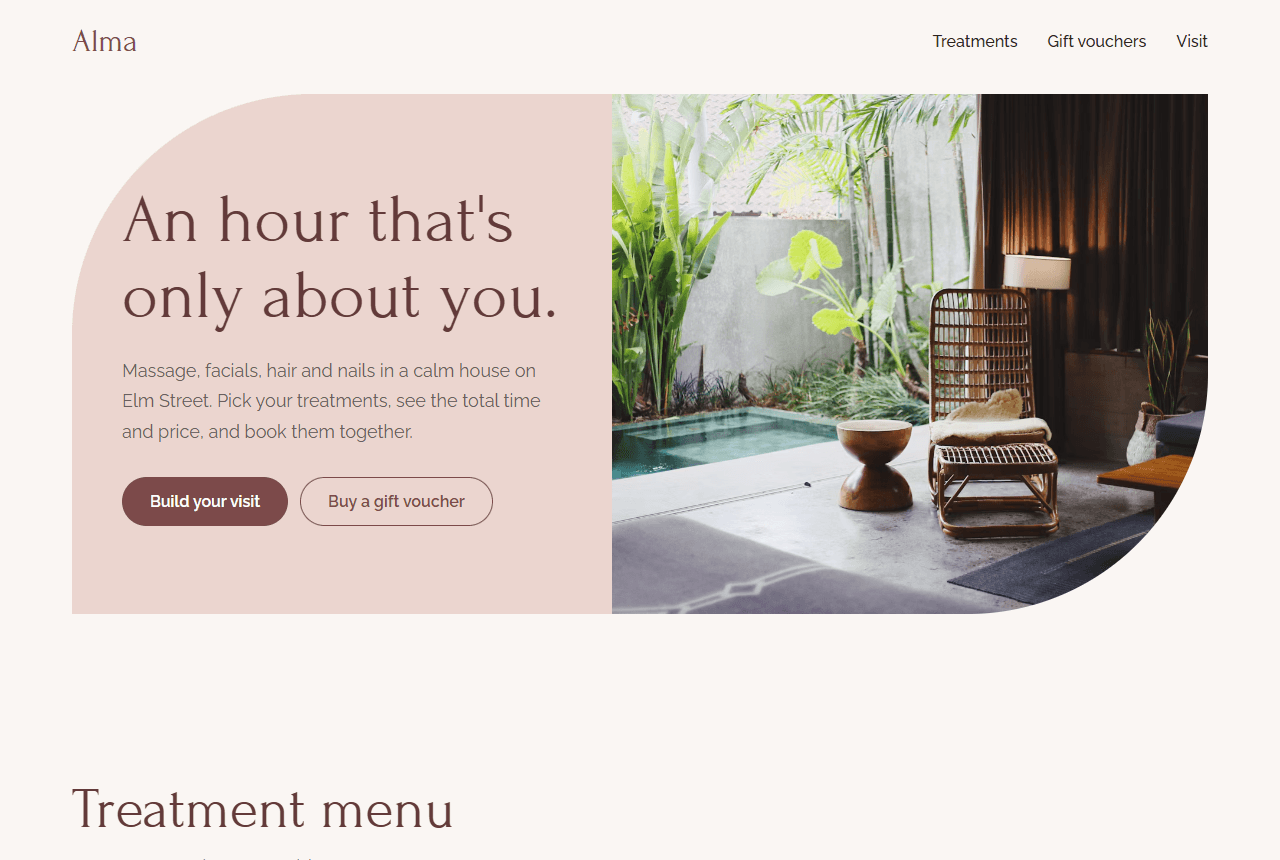 Alma
Treatments Gift vouchers Visit
An hour that's
only about you.
Massage, facials, hair and nails in a calm house on
Elm Street. Pick your treatments, see the total time
and price, and book them together.
Build your visit Buy a gift voucher
Treatment menu